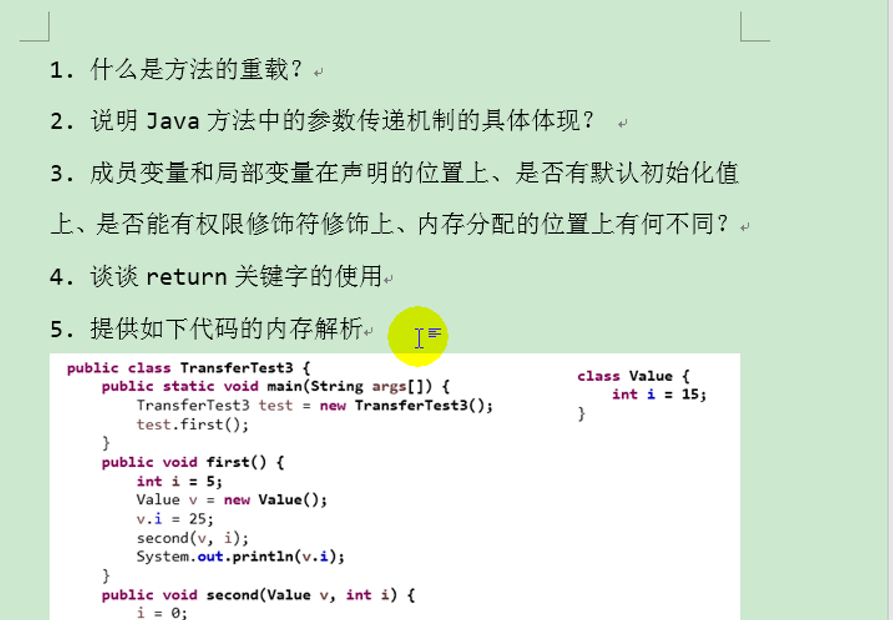 1. 什么是方法的重载？
2. 说明 Java 方法中的参数传递机制的具体体现？
3. 成员变量和局部变量在声明的位置上、是否有默认初始化值
上、是否能有权限修饰符修饰上、内存分配的位置上有何不同？
4. 谈谈 return 关键字的使用
5. 提供如下代码的内存解析
public class TransferTest3 {
public static void main(String args[]) {
TransferTest3 test = new TransferTest3();
test.first();
}
public void first() {
int i = 5;
Value v = new Value();
v.i = 25;
second(v, i);
System.out.println(v.i);
}
public void second(Value v, int i) {
i = 0;
class Value {
int i = 15;
}